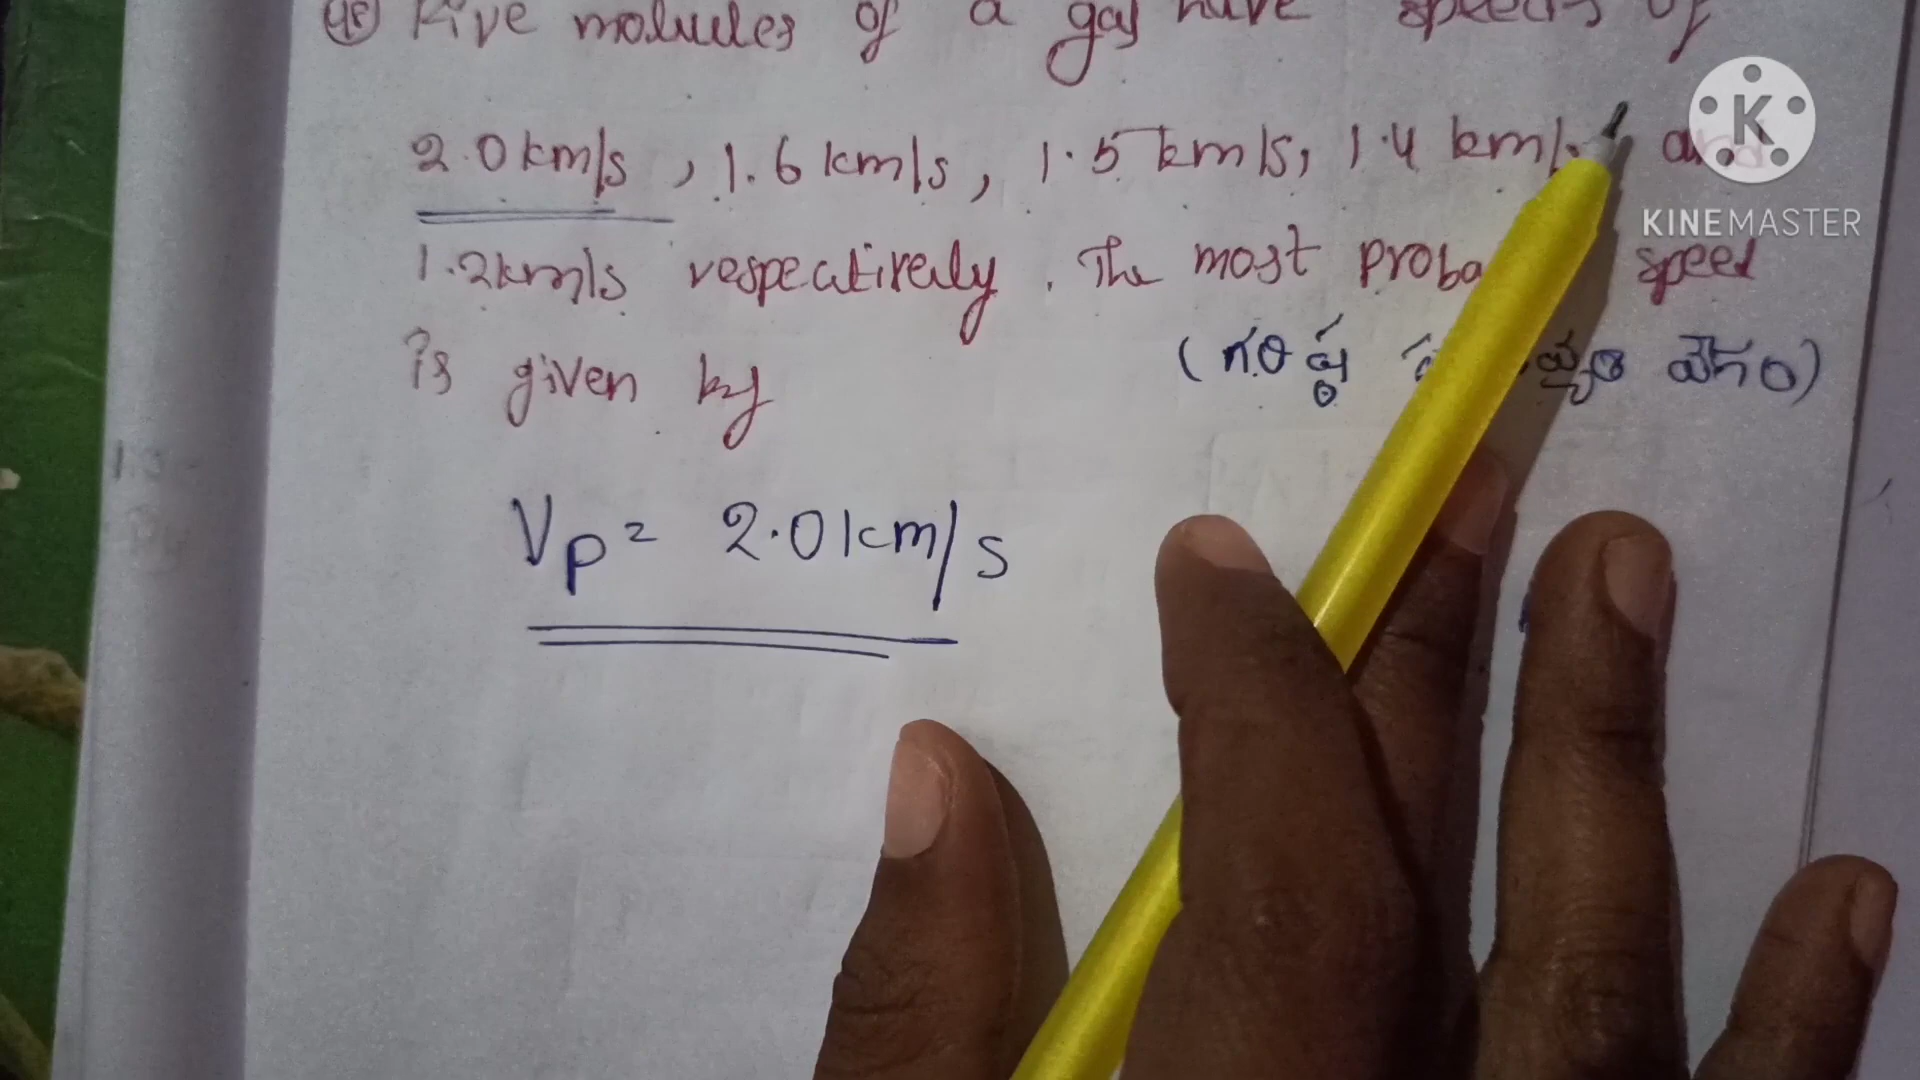 48) Five molecules of a gas have speeds of
2.0 km/s, 1.6 km/s, 1.5 km/s, 1.4 km/s and
1.2 km/s respectively. The most proba speed
is given by
Vp = 2.0 km/s
KINEMASTER